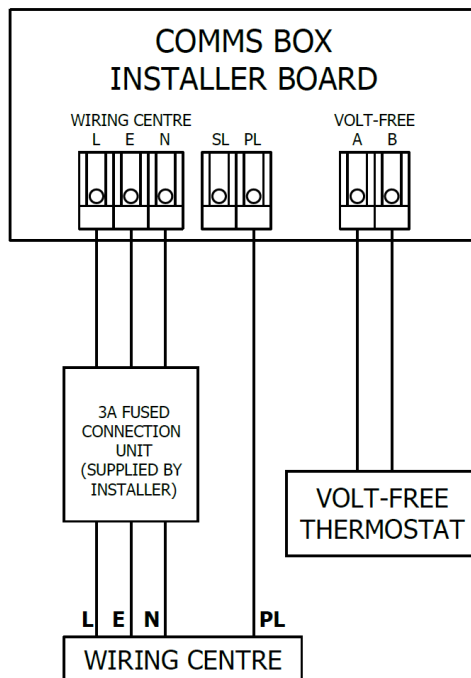 COMMS BOX
INSTALLER BOARD
WIRING CENTRE
L E N SL PL
VOLT-FREE
A B
3A FUSED
CONNECTION
UNIT
(SUPPLIED BY
INSTALLER)
VOLT-FREE
THERMOSTAT
L E N PL
WIRING CENTRE